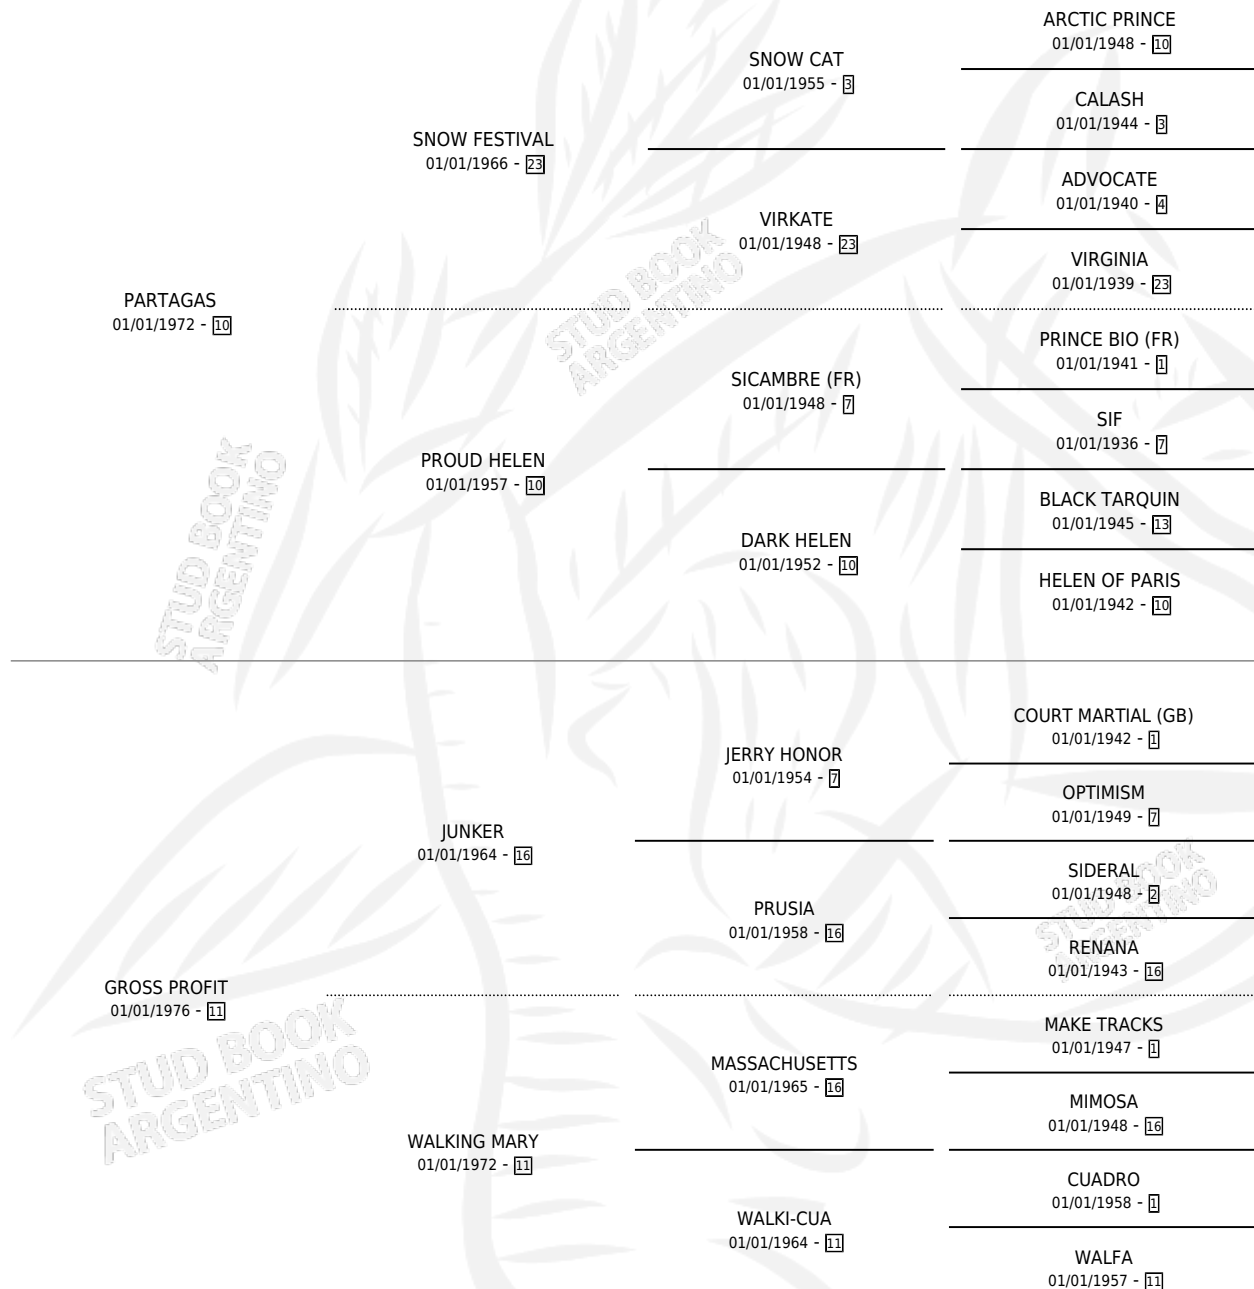 ARCTIC PRINCE
01/01/1948 - 10
SNOW CAT
01/01/1955 - 3
CALASH
01/01/1944 - 3
SNOW FESTIVAL
01/01/1966 - 23
ADVOCATE
01/01/1940 - 4
VIRKATE
01/01/1948 - 23
VIRGINIA
01/01/1939 - 23
PARTAGAS
01/01/1972 - 10
PRINCE BIO (FR)
01/01/1941 - 1
SICAMBRE (FR)
01/01/1948 - 7
SIF
01/01/1936 - 7
PROUD HELEN
01/01/1957 - 10
BLACK TARQUIN
01/01/1945 - 13
DARK HELEN
01/01/1952 - 10
HELEN OF PARIS
01/01/1942 - 10
COURT MARTIAL (GB)
01/01/1942 - 1
JERRY HONOR
01/01/1954 - 7
OPTIMISM
01/01/1949 - 7
JUNKER
01/01/1964 - 16
SIDERAL
01/01/1948 - 2
PRUSIA
01/01/1958 - 16
RENANA
01/01/1943 - 16
GROSS PROFIT
01/01/1976 - 11
MAKE TRACKS
01/01/1947 - 1
MASSACHUSETTS
01/01/1965 - 16
MIMOSA
01/01/1948 - 16
WALKING MARY
01/01/1972 - 11
CUADRO
01/01/1958 - 1
WALKI-CUA
01/01/1964 - 11
WALFA
01/01/1957 - 11
STUD BOOK
ARGENTINO
STUD BOOK
ARGENTINO
STUD BOOK
ARGENTINO
STUD BOOK
ARGENTINO